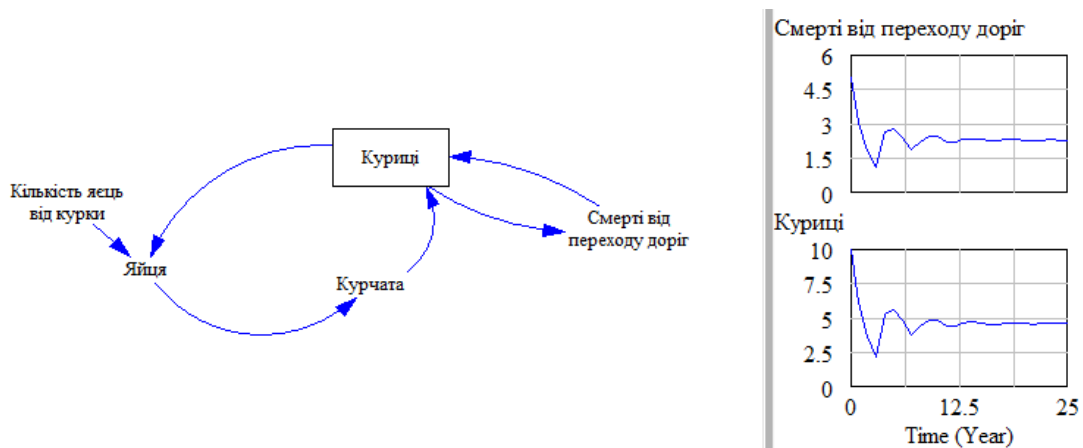 Куриці
Кількість яєць
від курки
Яйця
Курчата
Смерті від
переходу доріг
Смерті від переходу доріг
6
4.5
3
1.5
0
Куриці
10
7.5
5
2.5
0
0
12.5
25
Time (Year)